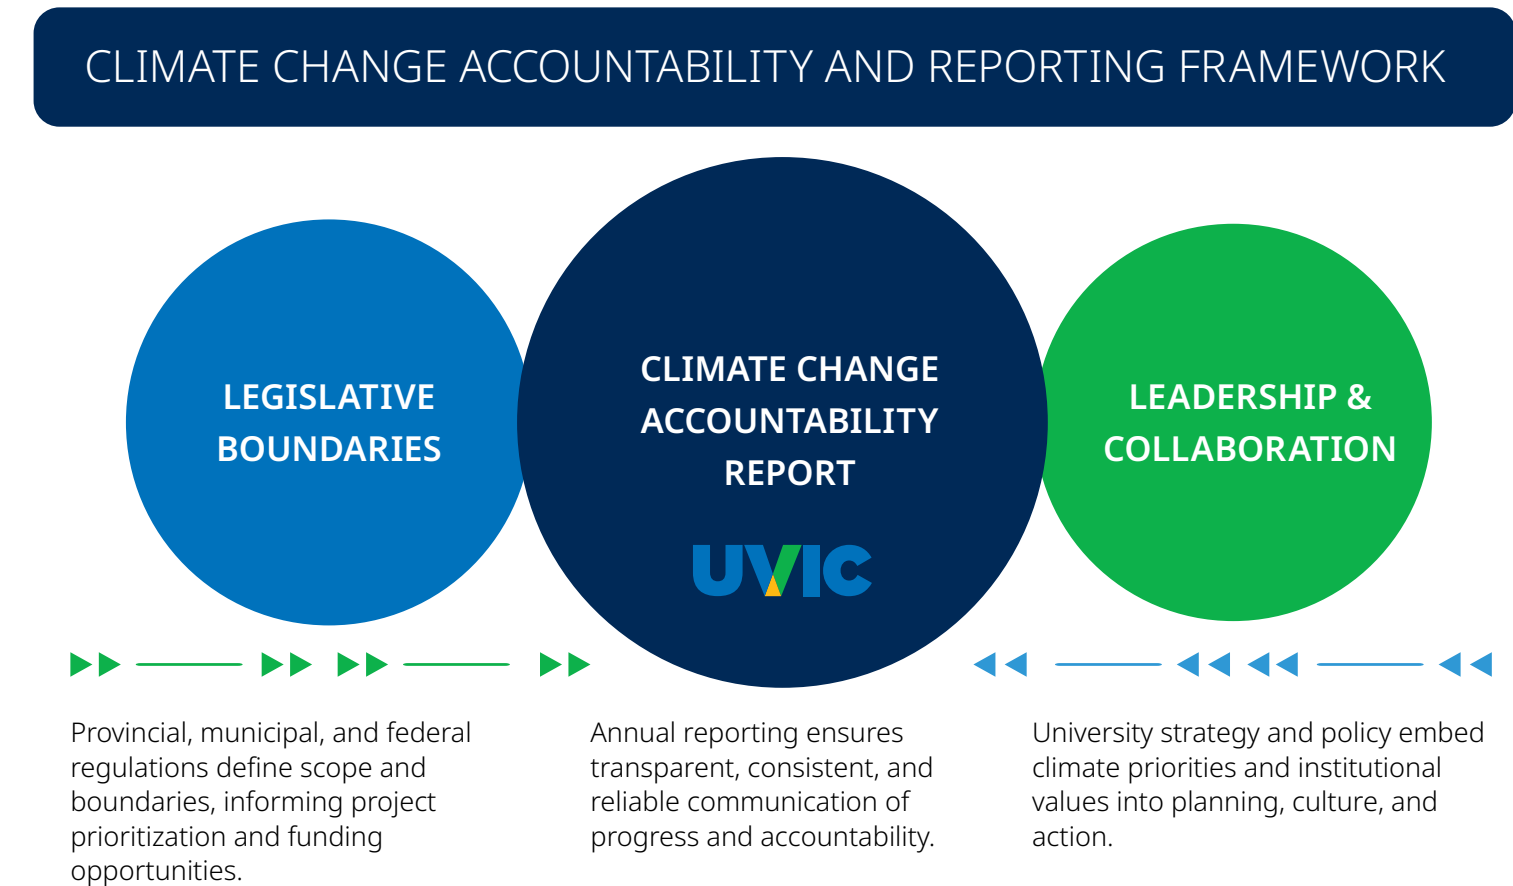 CLIMATE CHANGE ACCOUNTABILITY AND REPORTING FRAMEWORK
LEGISLATIVE
BOUNDARIES
CLIMATE CHANGE
ACCOUNTABILITY
REPORT
UVIC
LEADERSHIP &
COLLABORATION
Provincial, municipal, and federal
regulations define scope and
boundaries, informing project
prioritization and funding
opportunities.
Annual reporting ensures
transparent, consistent, and
reliable communication of
progress and accountability.
University strategy and policy embed
climate priorities and institutional
values into planning, culture, and
action.